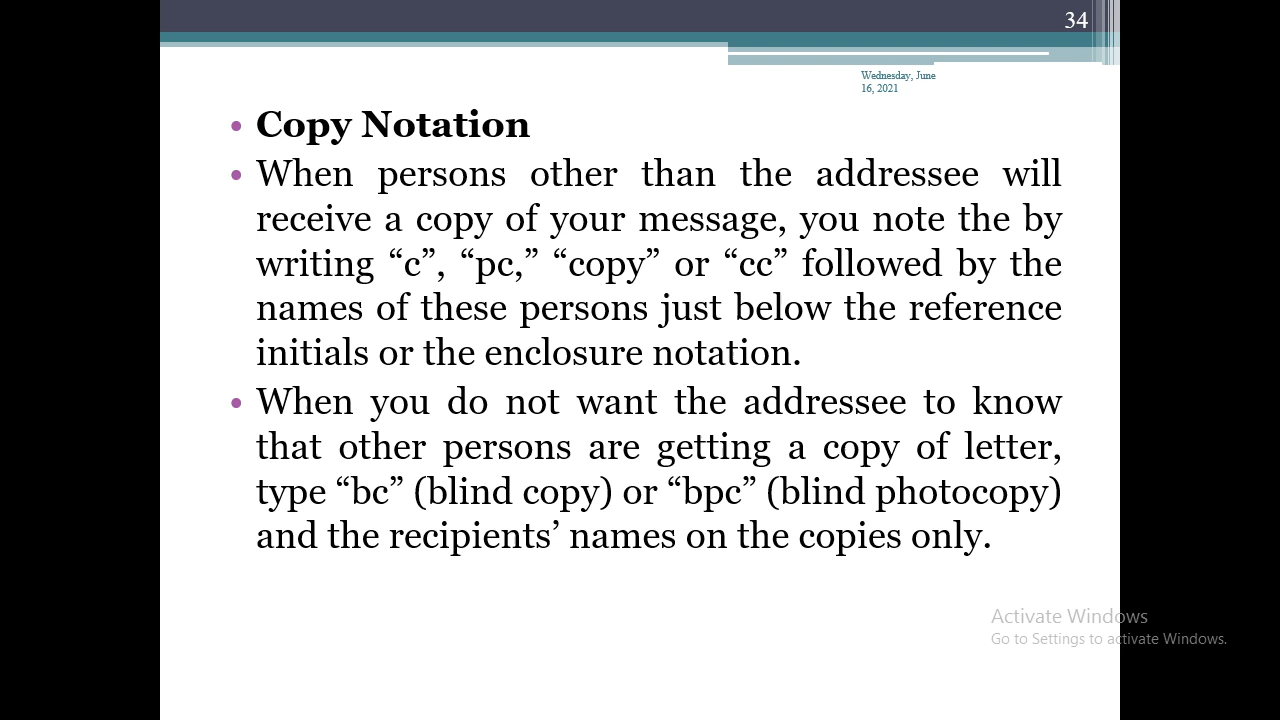 34
Wednesday, June
16, 2021
• Copy Notation
• When persons other than the addressee will
receive a copy of your message, you note the by
writing “c”, “pc,” “copy” or “cc” followed by the
names of these persons just below the reference
initials or the enclosure notation.
• When you do not want the addressee to know
that other persons are getting a copy of letter,
type “bc” (blind copy) or “bpc” (blind photocopy)
and the recipients’ names on the copies only.
Activate Windows
Go to Settings to activate Windows.